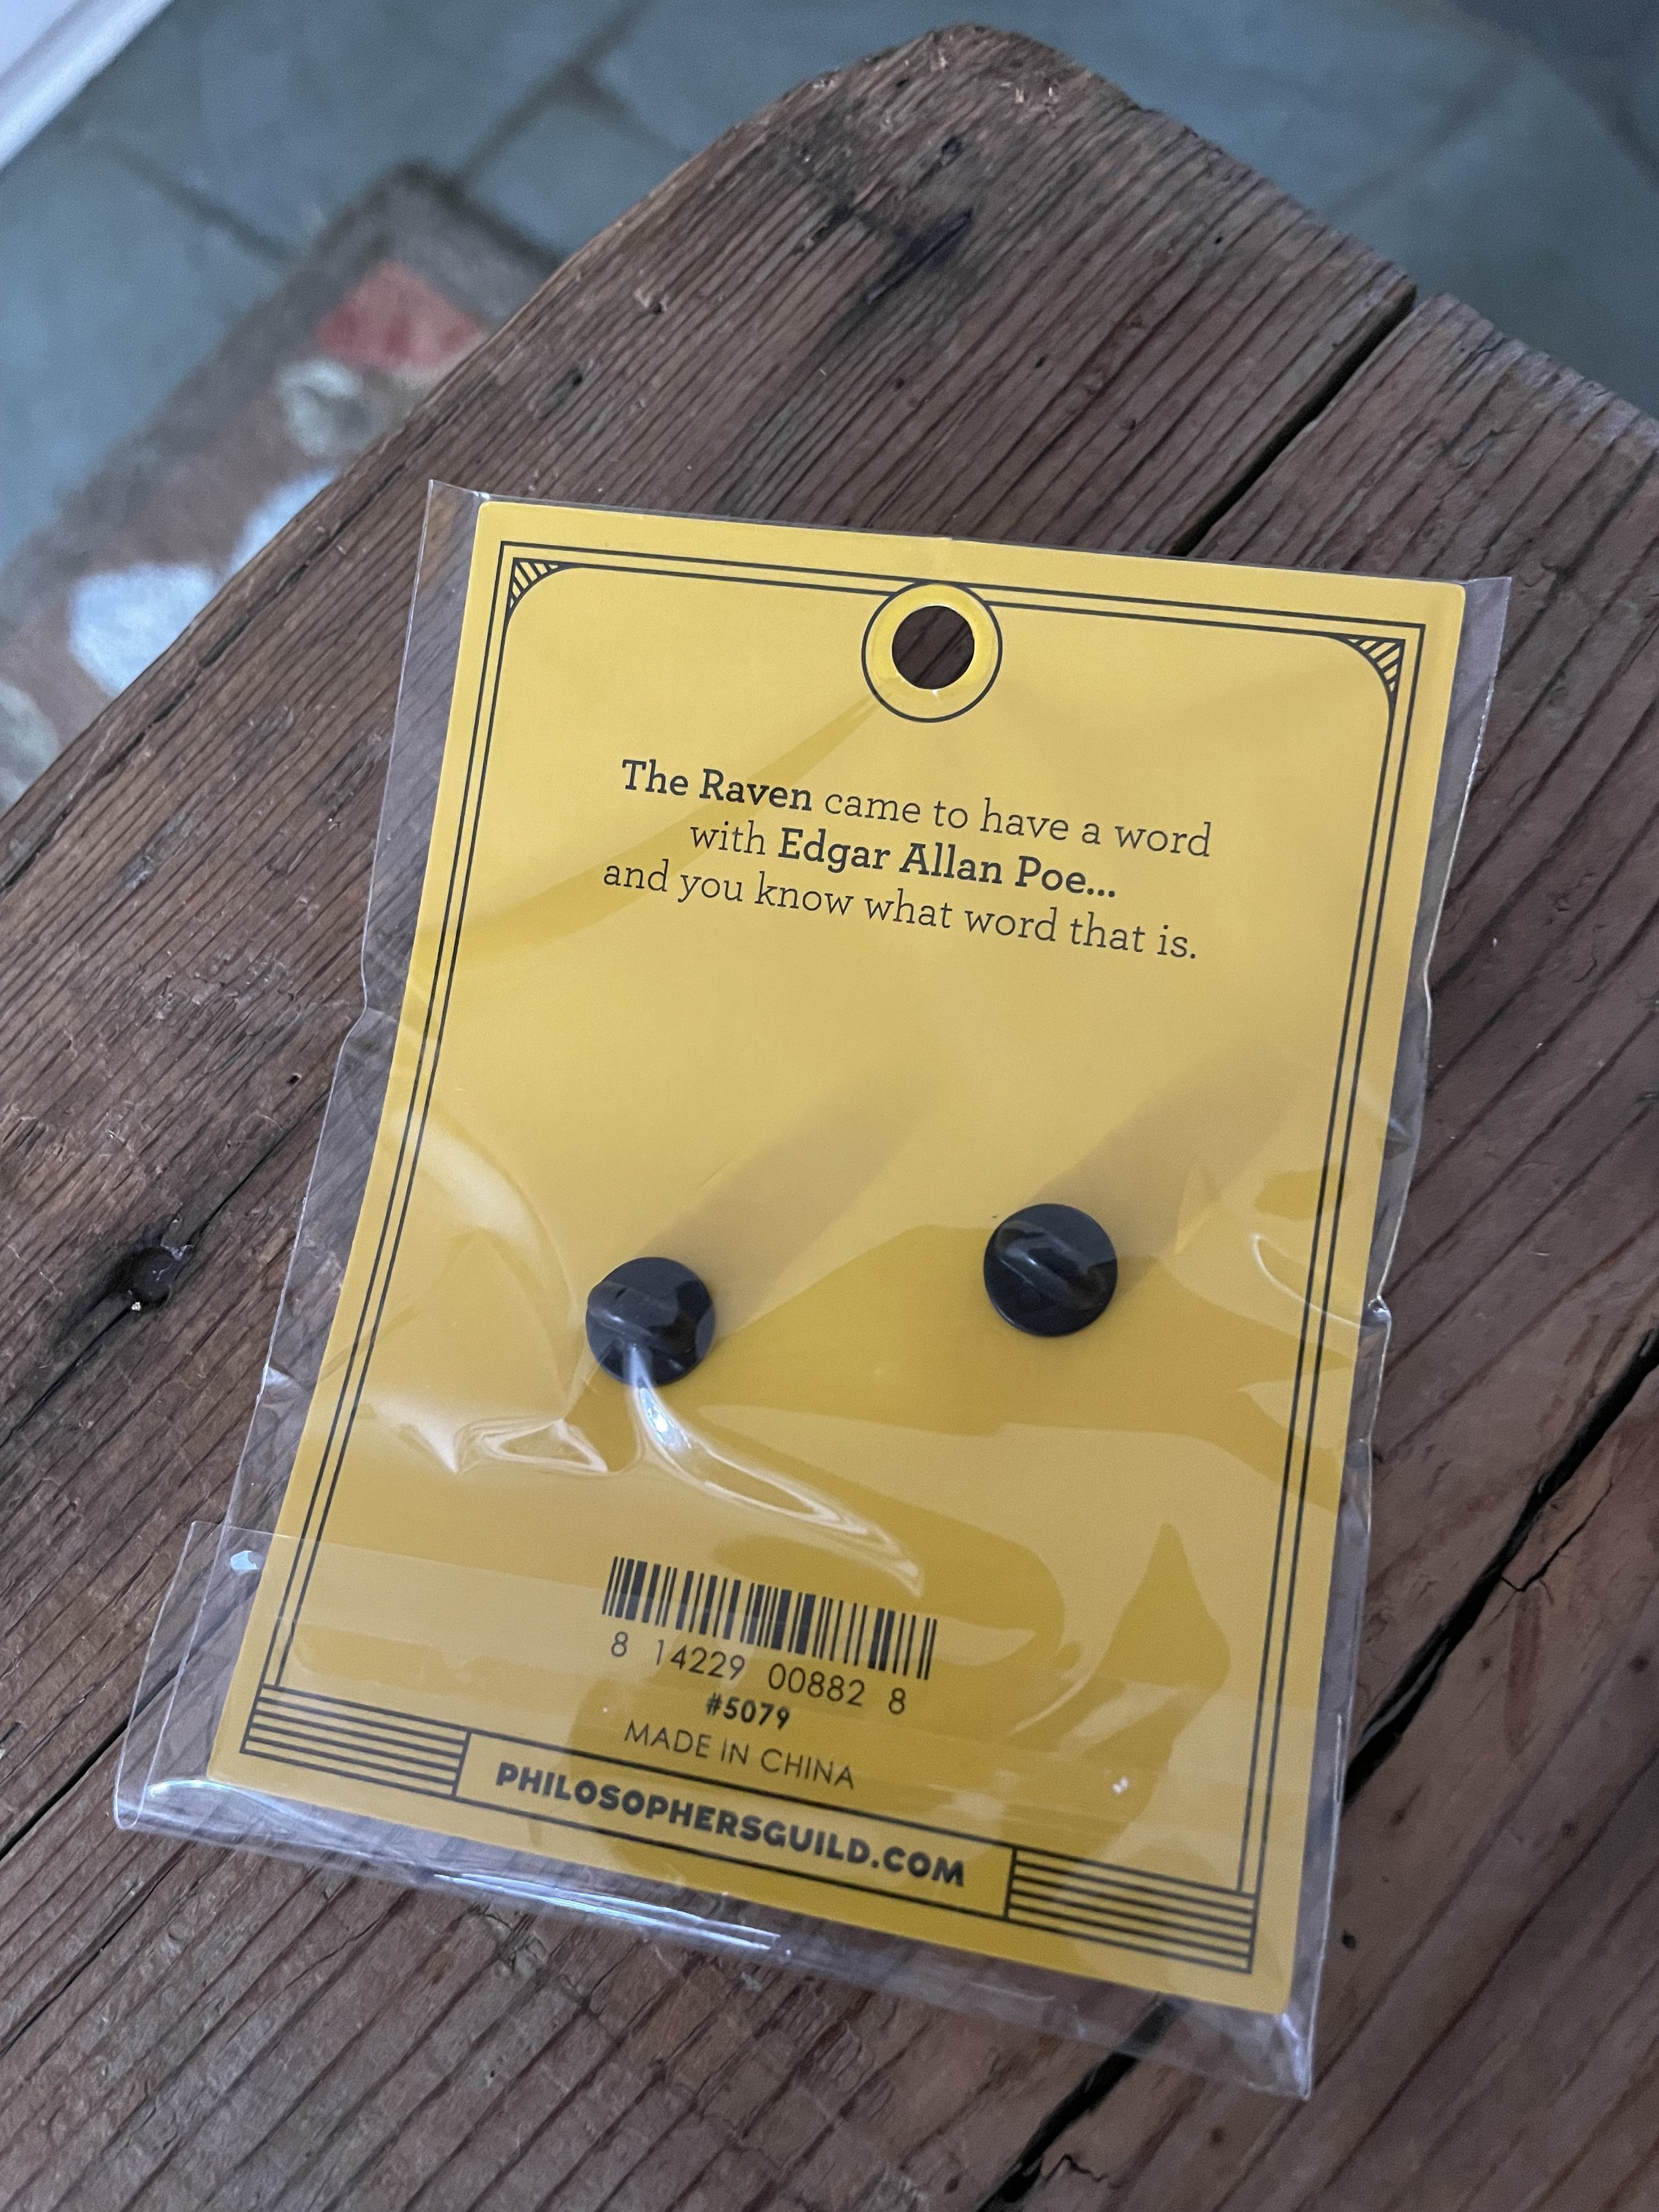 The Raven came to have a word
with Edgar Allan Poe...
and you know what word that is.
8 14229 00882 8
#5079
MADE IN CHINA
PHILOSOPHERSGUILD.COM